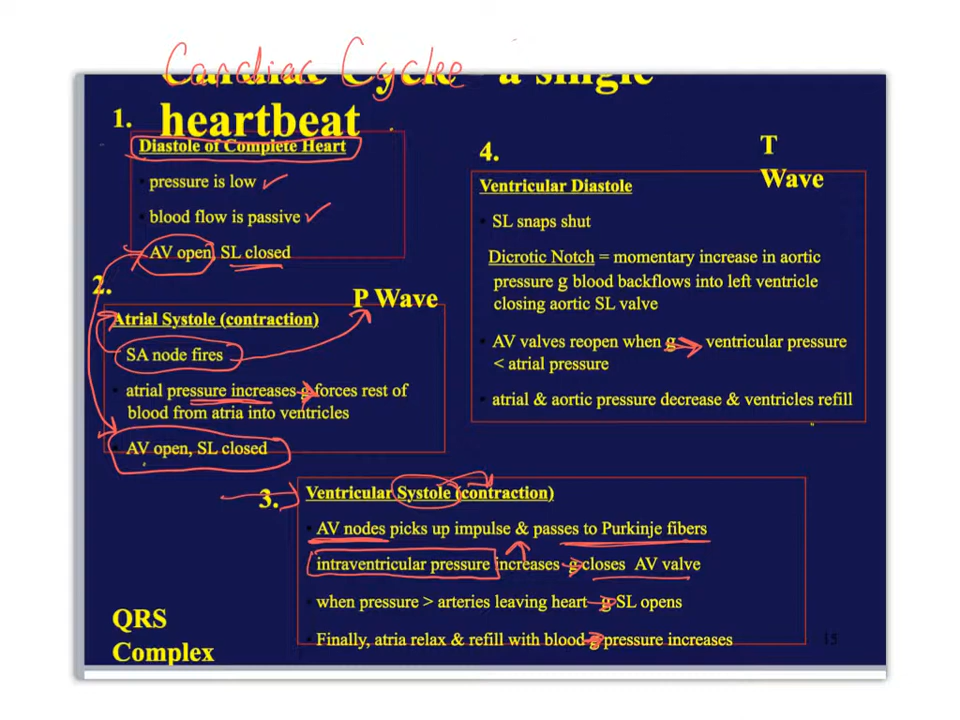 Cardiac Cycle
Cardiac Cycle - a single
heartbeat
1.
Diastole of Complete Heart
• pressure is low
• blood flow is passive
• AV open, SL closed
2.
P Wave
Atrial Systole (contraction)
• SA node fires
• atrial pressure increases g forces rest of
blood from atria into ventricles
• AV open, SL closed
3.
Ventricular Systole (contraction)
• AV nodes picks up impulse & passes to Purkinje fibers
• intraventricular pressure increases g closes AV valve
• when pressure > arteries leaving heart g SL opens
• Finally, atria relax & refill with blood g pressure increases
QRS
Complex
4.
T
Wave
Ventricular Diastole
• SL snaps shut
Dicrotic Notch = momentary increase in aortic
pressure g blood backflows into left ventricle
closing aortic SL valve
• AV valves reopen when g ventricular pressure
< atrial pressure
• atrial & aortic pressure decrease & ventricles refill
15